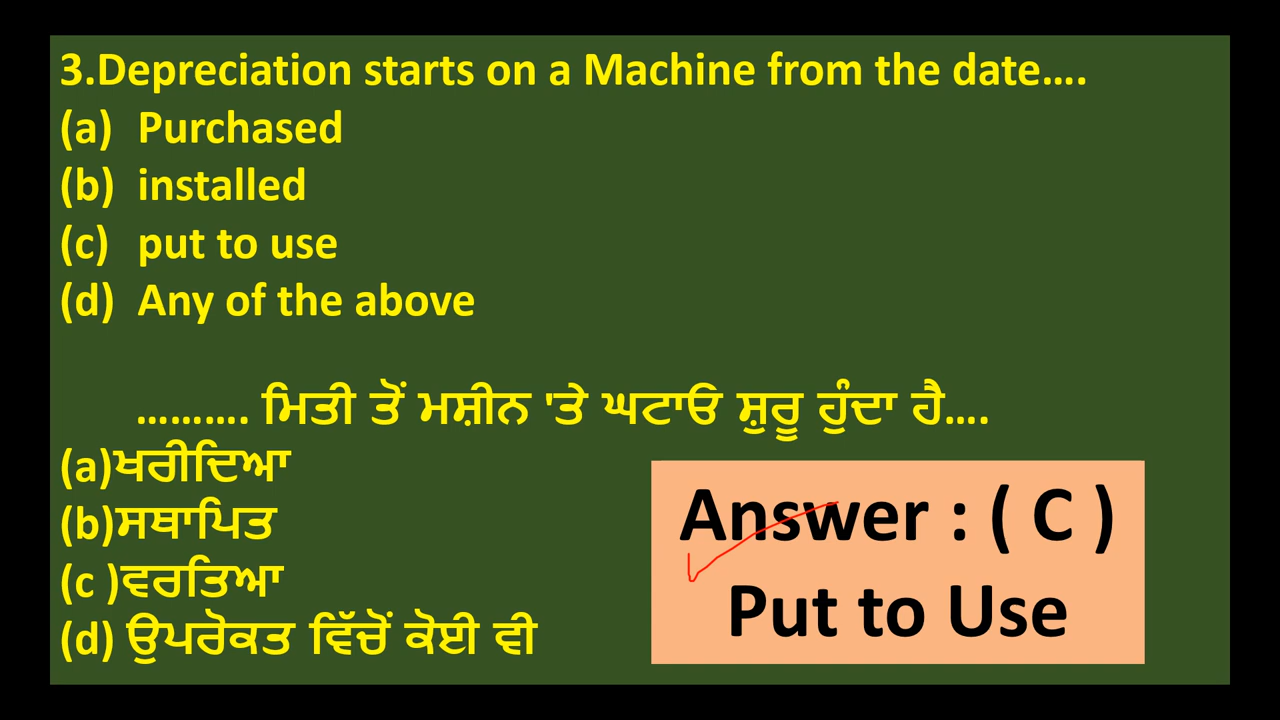 3.Depreciation starts on a Machine from the date….
(a) Purchased
(b) installed
(c) put to use
(d) Any of the above
………. ਮਿਤੀ ਤੋਂ ਮਸ਼ੀਨ 'ਤੇ ਘਟਾਓ ਸ਼ੁਰੂ ਹੁੰਦਾ ਹੈ….
(a)ਖਰੀਦਿਆ
(b)ਸਥਾਪਿਤ
(c )ਵਰਤਿਆ
(d) ਉਪਰੋਕਤ ਵਿੱਚੋਂ ਕੋਈ ਵੀ
Answer : ( C )
Put to Use